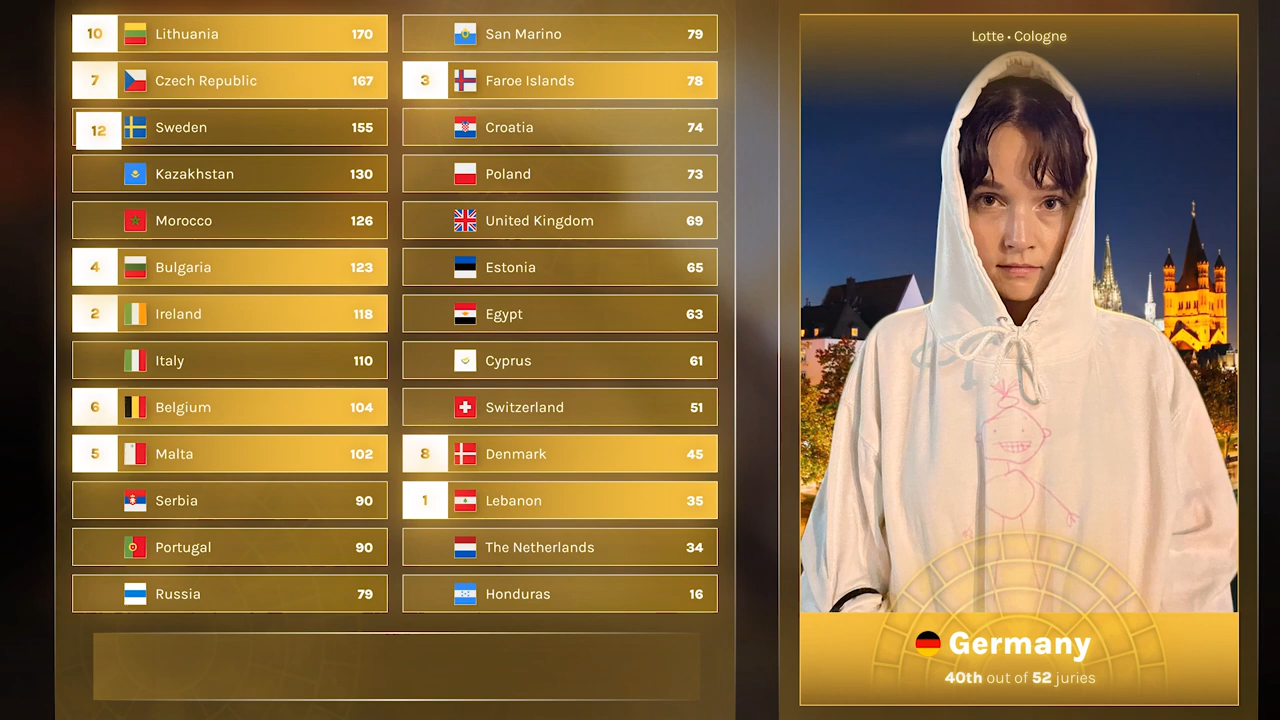 10 Lithuania 170
7 Czech Republic 167
12 Sweden 155
Kazakhstan 130
Morocco 126
4 Bulgaria 123
2 Ireland 118
Italy 110
6 Belgium 104
5 Malta 102
Serbia 90
Portugal 90
Russia 79
San Marino 79
3 Faroe Islands 78
Croatia 74
Poland 73
United Kingdom 69
Estonia 65
Egypt 63
Cyprus 61
Switzerland 51
8 Denmark 45
1 Lebanon 35
The Netherlands 34
Honduras 16
Lotte • Cologne
Germany
40th out of 52 juries